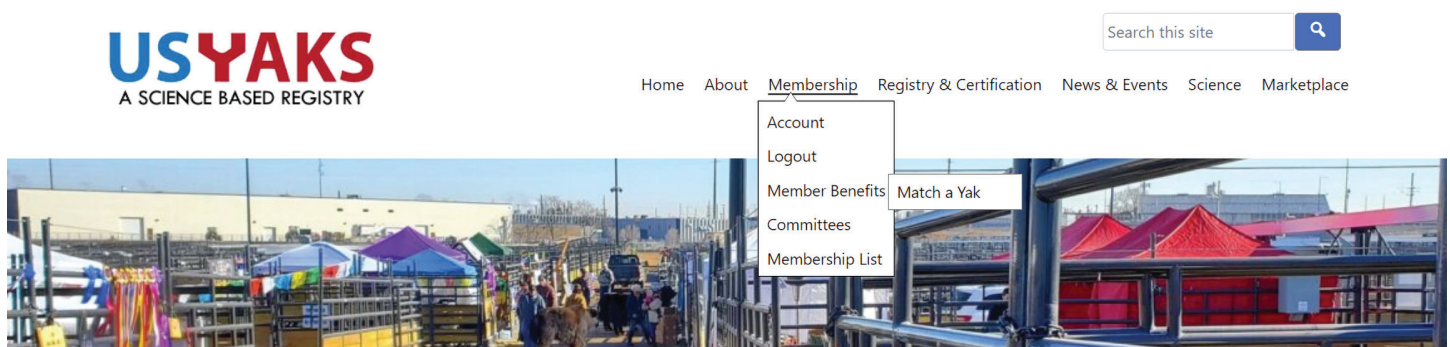 USYAKS
A SCIENCE BASED REGISTRY
Search this site
Home About Membership Registry & Certification News & Events Science Marketplace
Account
Logout
Member Benefits Match a Yak
Committees
Membership List